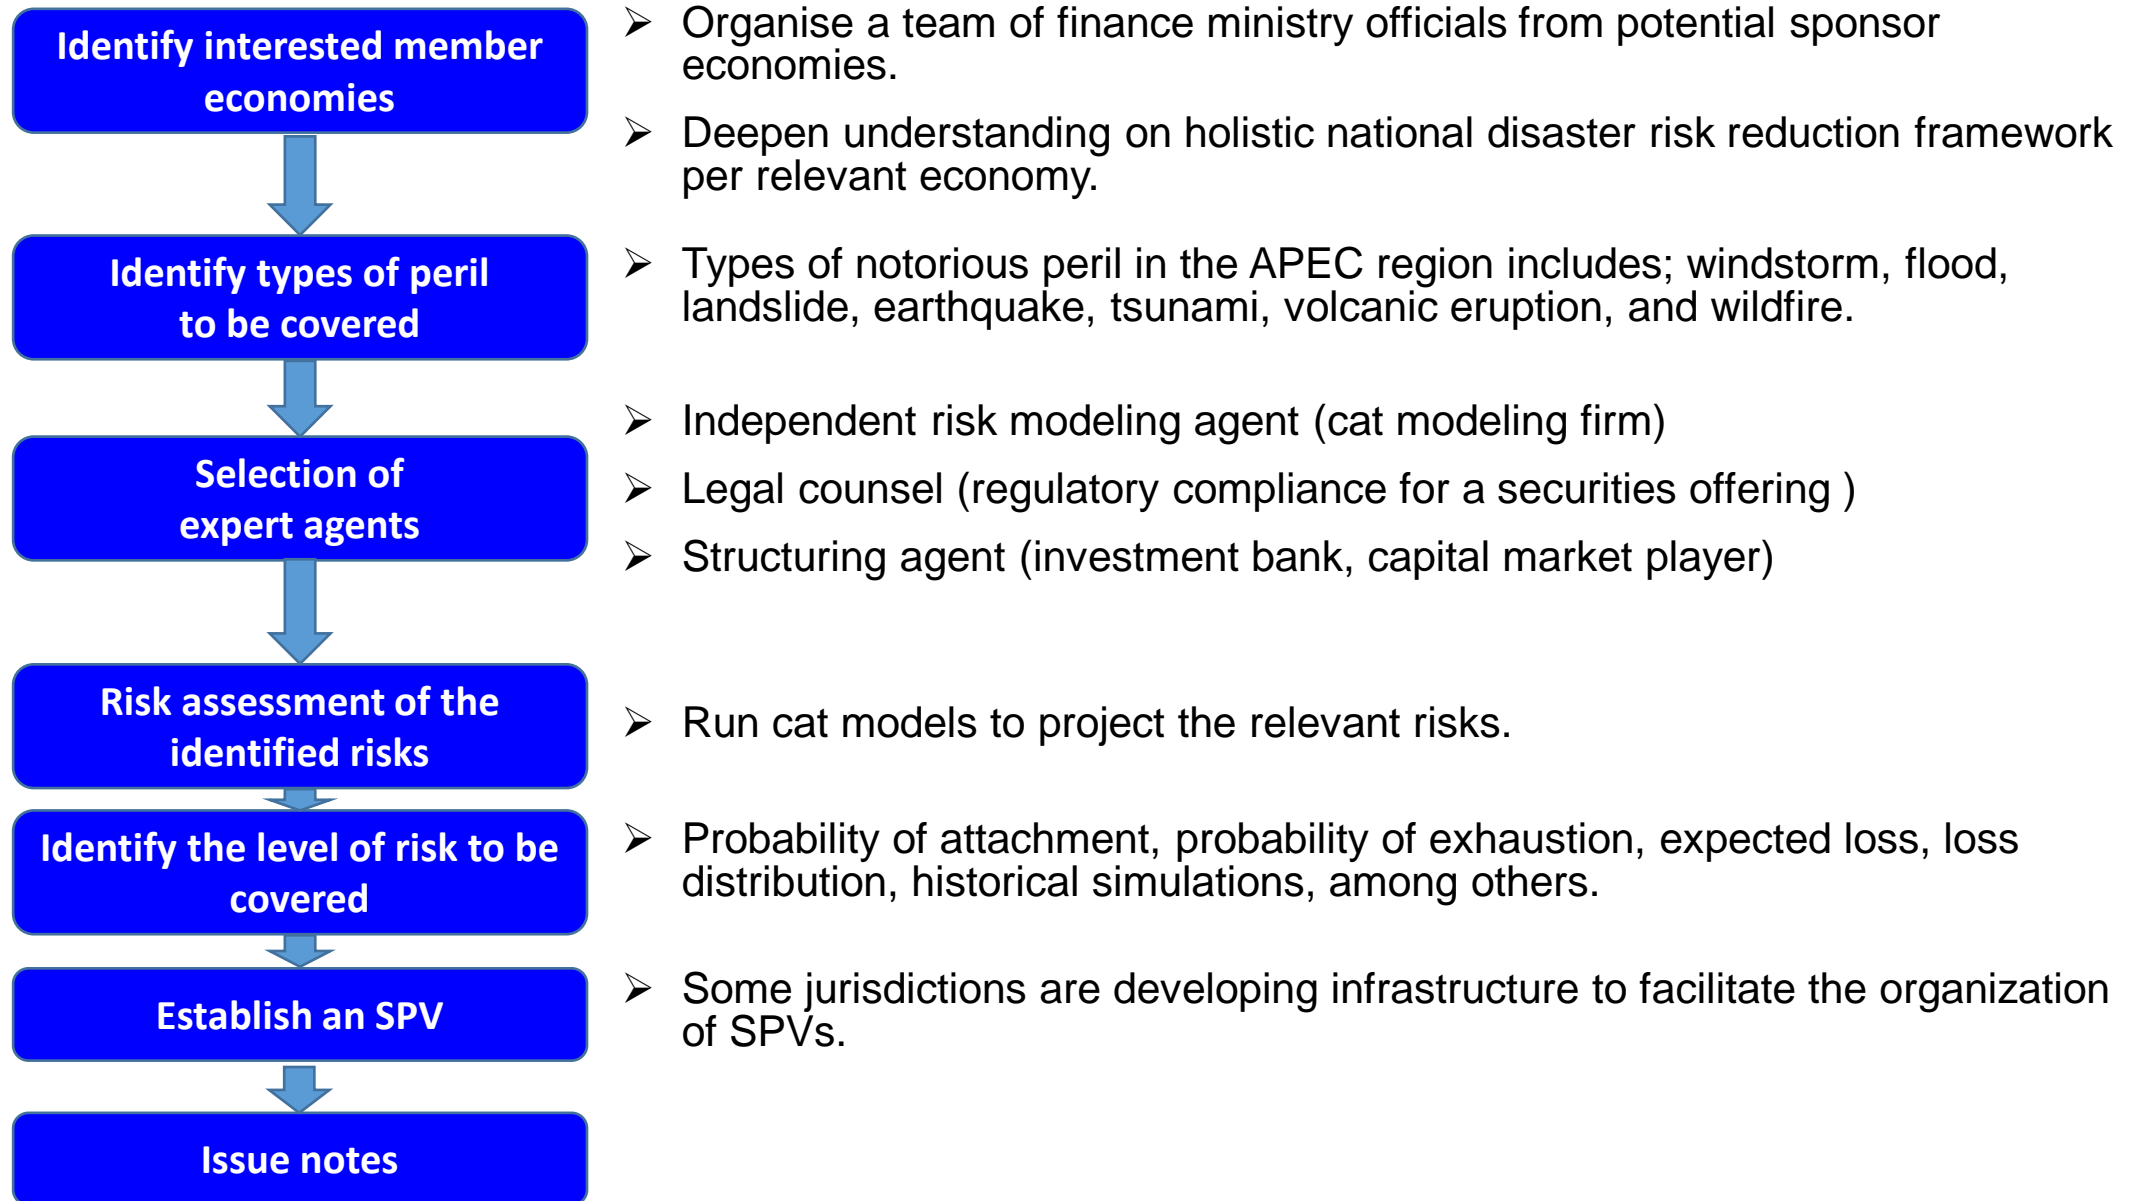 Identify interested member
economies
➢ Organise a team of finance ministry officials from potential sponsor
economies.
➢ Deepen understanding on holistic national disaster risk reduction framework
per relevant economy.
Identify types of peril
to be covered
➢ Types of notorious peril in the APEC region includes; windstorm, flood,
landslide, earthquake, tsunami, volcanic eruption, and wildfire.
Selection of
expert agents
➢ Independent risk modeling agent (cat modeling firm)
➢ Legal counsel (regulatory compliance for a securities offering )
➢ Structuring agent (investment bank, capital market player)
Risk assessment of the
identified risks
➢ Run cat models to project the relevant risks.
Identify the level of risk to be
covered
➢ Probability of attachment, probability of exhaustion, expected loss, loss
distribution, historical simulations, among others.
Establish an SPV
➢ Some jurisdictions are developing infrastructure to facilitate the organization
of SPVs.
Issue notes